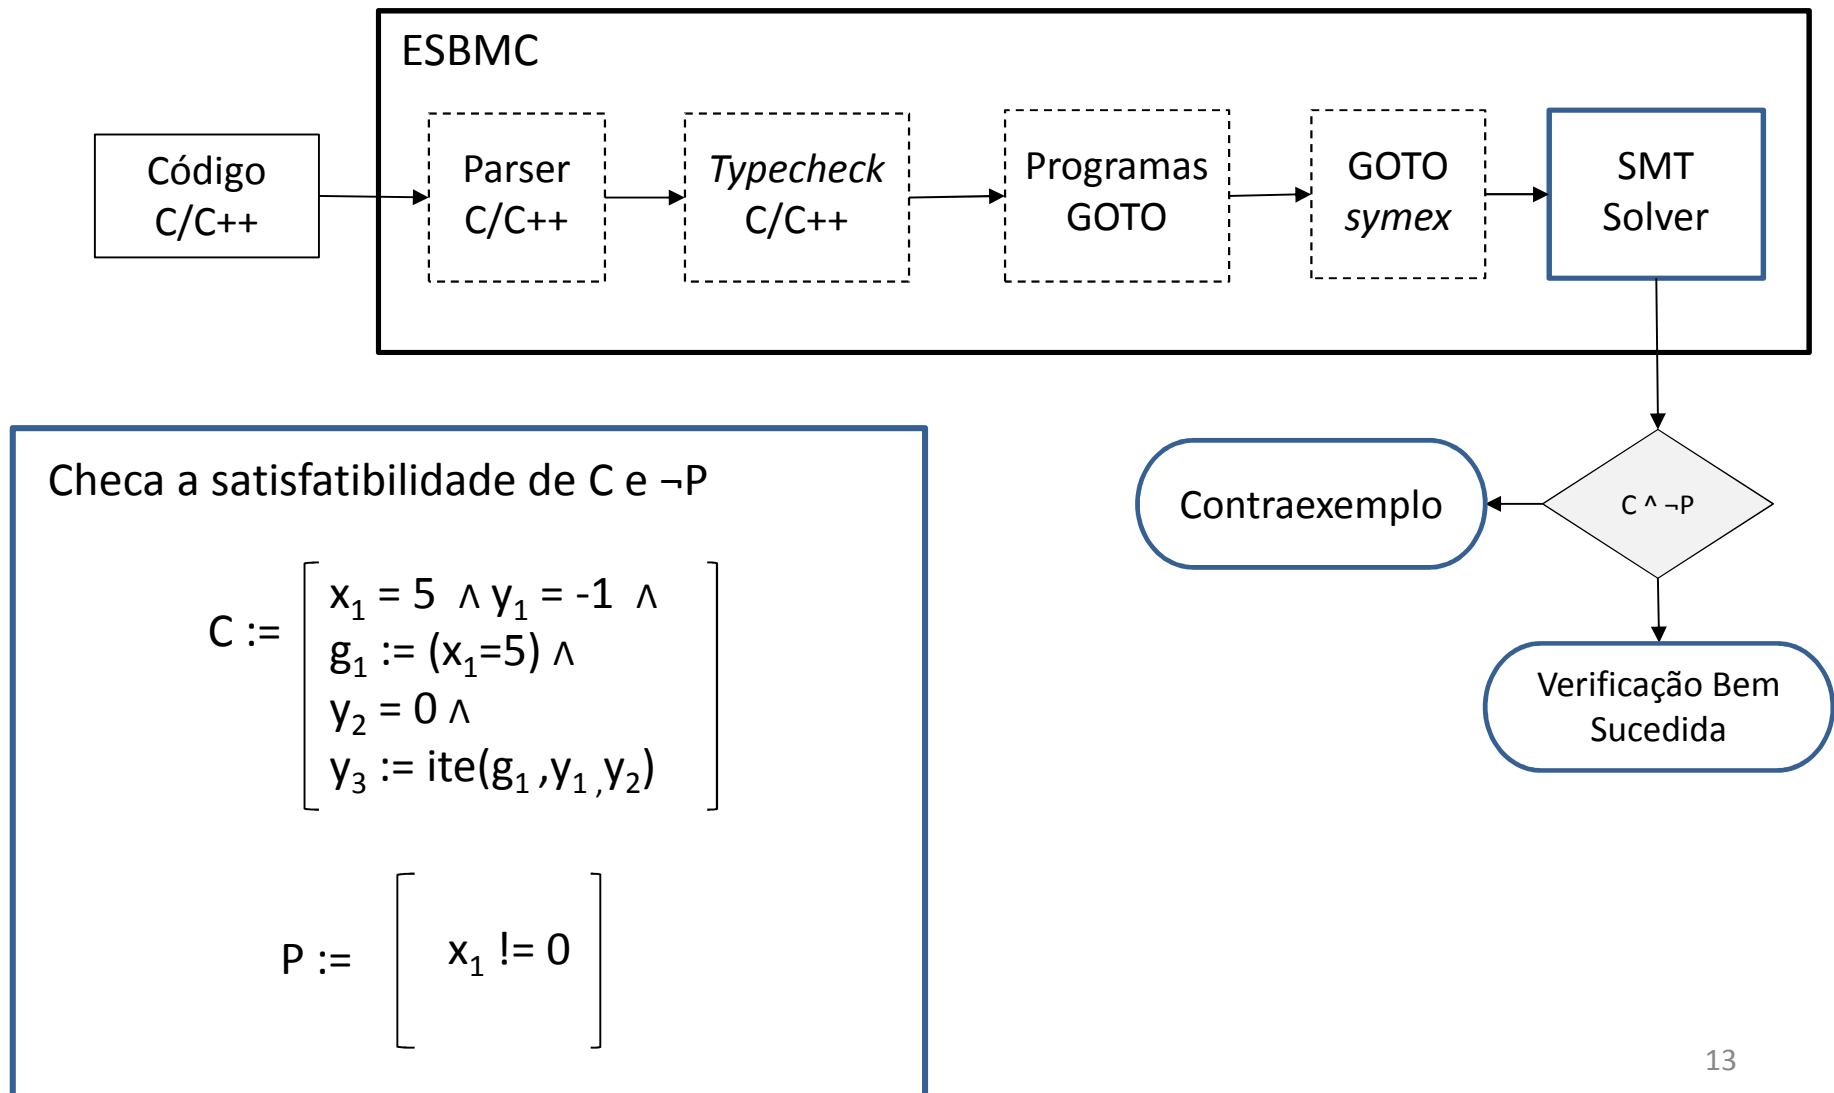 ESBMC
Código
C/C++
Parser
C/C++
Typecheck
C/C++
Programas
GOTO
GOTO
symex
SMT
Solver
Checa a satisfatibilidade de C e ¬P
C :=
x₁ = 5 ∧ y₁ = -1 ∧
g₁ := (x₁=5) ∧
y₂ = 0 ∧
y₃ := ite(g₁ ,y₁ ,y₂)
P :=
x₁ != 0
Contraexemplo
C ^ ¬P
Verificação Bem
Sucedida
13